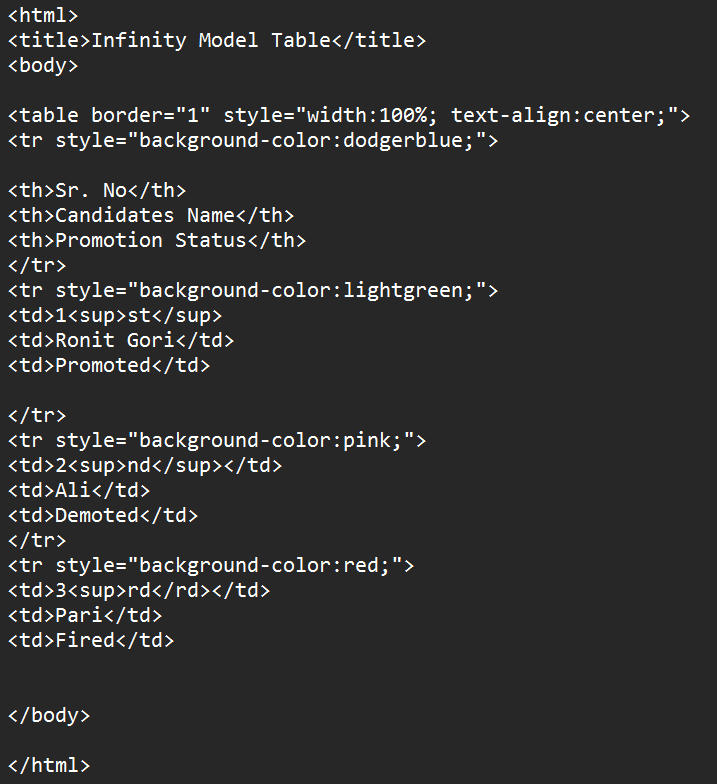 <html>
<title>Infinity Model Table</title>
<body>
<table border="1" style="width:100%; text-align:center;">
<tr style="background-color:dodgerblue;">
<th>Sr. No</th>
<th>Candidates Name</th>
<th>Promotion Status</th>
</tr>
<tr style="background-color:lightgreen;">
<td>1<sup>st</sup>
<td>Ronit Gori</td>
<td>Promoted</td>
</tr>
<tr style="background-color:pink;">
<td>2<sup>nd</sup></td>
<td>Ali</td>
<td>Demoted</td>
</tr>
<tr style="background-color:red;">
<td>3<sup>rd</rd></td>
<td>Pari</td>
<td>Fired</td>
</body>
</html>